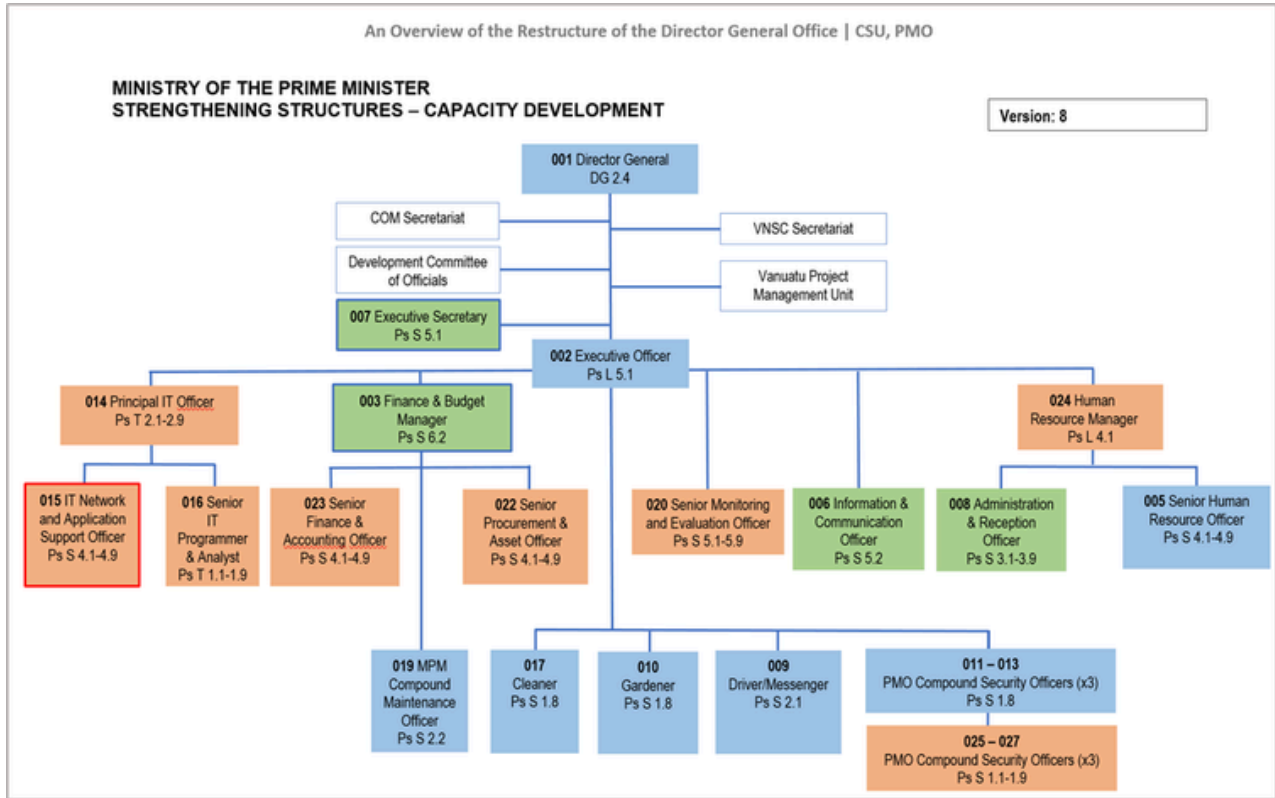 An Overview of the Restructure of the Director General Office | CSU, PMO
MINISTRY OF THE PRIME MINISTER
STRENGTHENING STRUCTURES – CAPACITY DEVELOPMENT
Version: 8
001 Director General
DG 2.4
COM Secretariat
VNSC Secretariat
Development Committee
of Officials
Vanuatu Project
Management Unit
007 Executive Secretary
Ps S 5.1
002 Executive Officer
Ps L 5.1
014 Principal IT Officer
Ps T 2.1-2.9
003 Finance & Budget
Manager
Ps S 6.2
024 Human
Resource Manager
Ps L 4.1
015 IT Network
and Application
Support Officer
Ps S 4.1-4.9
016 Senior
IT
Programmer
& Analyst
Ps T 1.1-1.9
023 Senior
Finance &
Accounting Officer
Ps S 4.1-4.9
022 Senior
Procurement &
Asset Officer
Ps S 4.1-4.9
020 Senior Monitoring
and Evaluation Officer
Ps S 5.1-5.9
006 Information &
Communication
Officer
Ps S 5.2
008 Administration
& Reception
Officer
Ps S 3.1-3.9
005 Senior Human
Resource Officer
Ps S 4.1-4.9
019 MPM
Compound
Maintenance
Officer
Ps S 2.2
017
Cleaner
Ps S 1.8
010
Gardener
Ps S 1.8
009
Driver/Messenger
Ps S 2.1
011 – 013
PMO Compound Security Officers (x3)
Ps S 1.8
025 – 027
PMO Compound Security Officers (x3)
Ps S 1.1-1.9